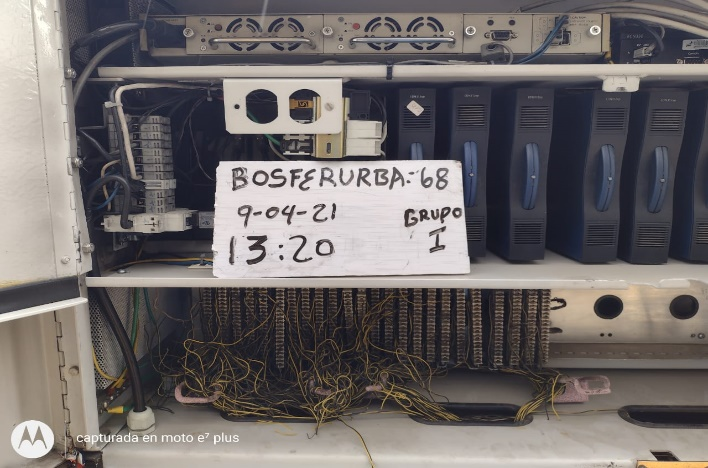 BOSFERURBA-68
9-04-21
GRUPO
13:20
I
capturada en moto e⁷ plus